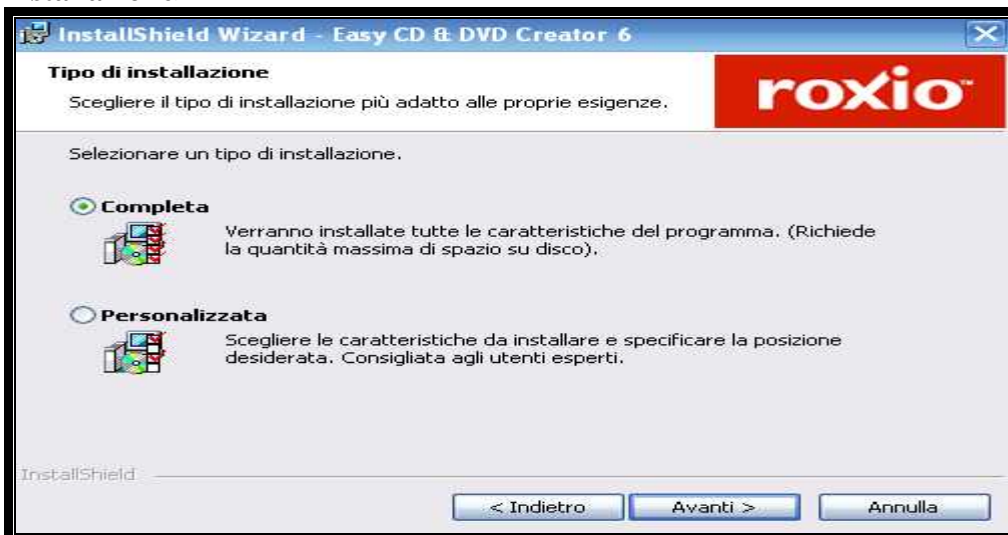 InstallShield Wizard - Easy CD & DVD Creator 6
Tipo di installazione
Scegliere il tipo di installazione più adatto alle proprie esigenze.
roxio™
Selezionare un tipo di installazione.
Completa
Verranno installate tutte le caratteristiche del programma. (Richiede
la quantità massima di spazio su disco).
Personalizzata
Scegliere le caratteristiche da installare e specificare la posizione
desiderata. Consigliata agli utenti esperti.
InstallShield
< Indietro
Avanti >
Annulla